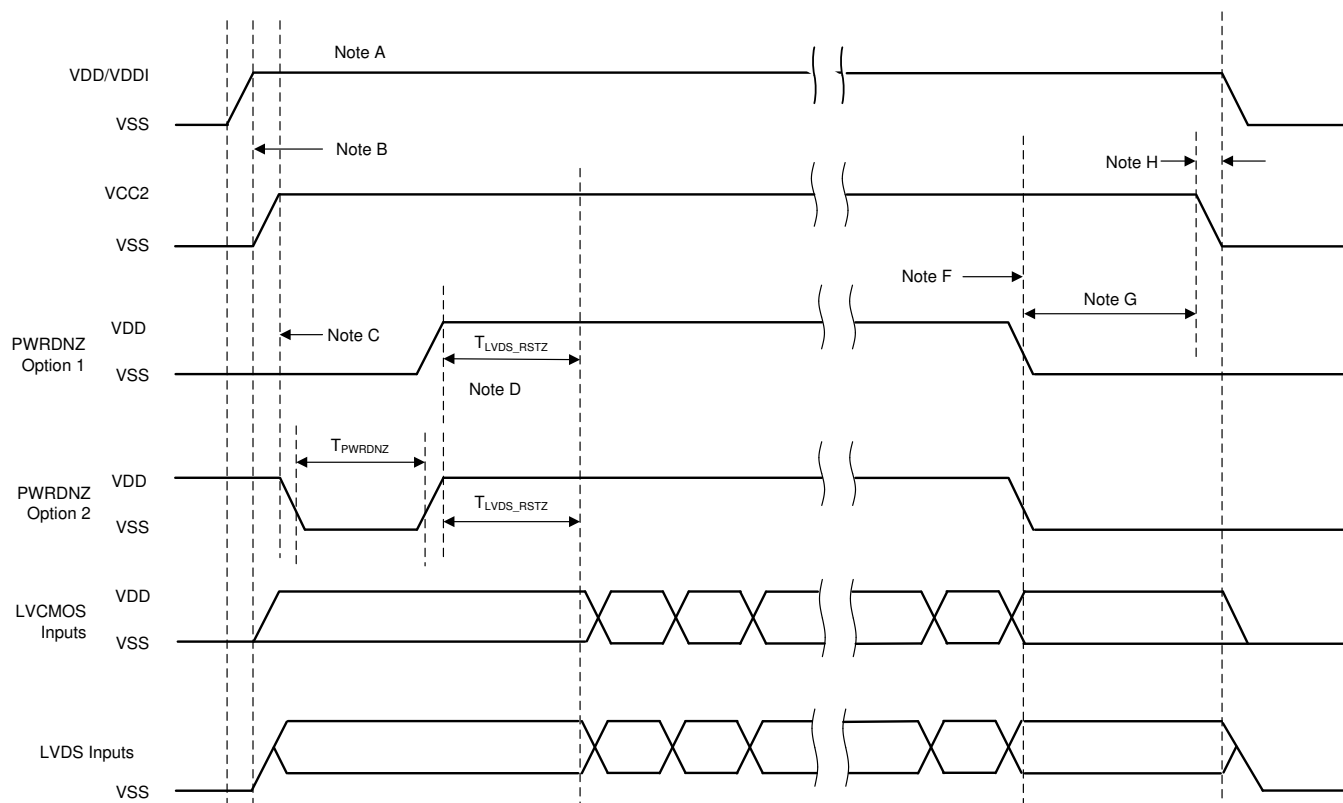 Note A
VDD/VDDI
VSS
Note B
Note H
VCC2
VSS
Note F
Note G
VDD
Note C
PWRDNZ
Option 1
TLVDS_RSTZ
VSS
Note D
TPWRDNZ
VDD
PWRDNZ
Option 2
TLVDS_RSTZ
VSS
VDD
LVCMOS
Inputs
VSS
LVDS Inputs
VSS